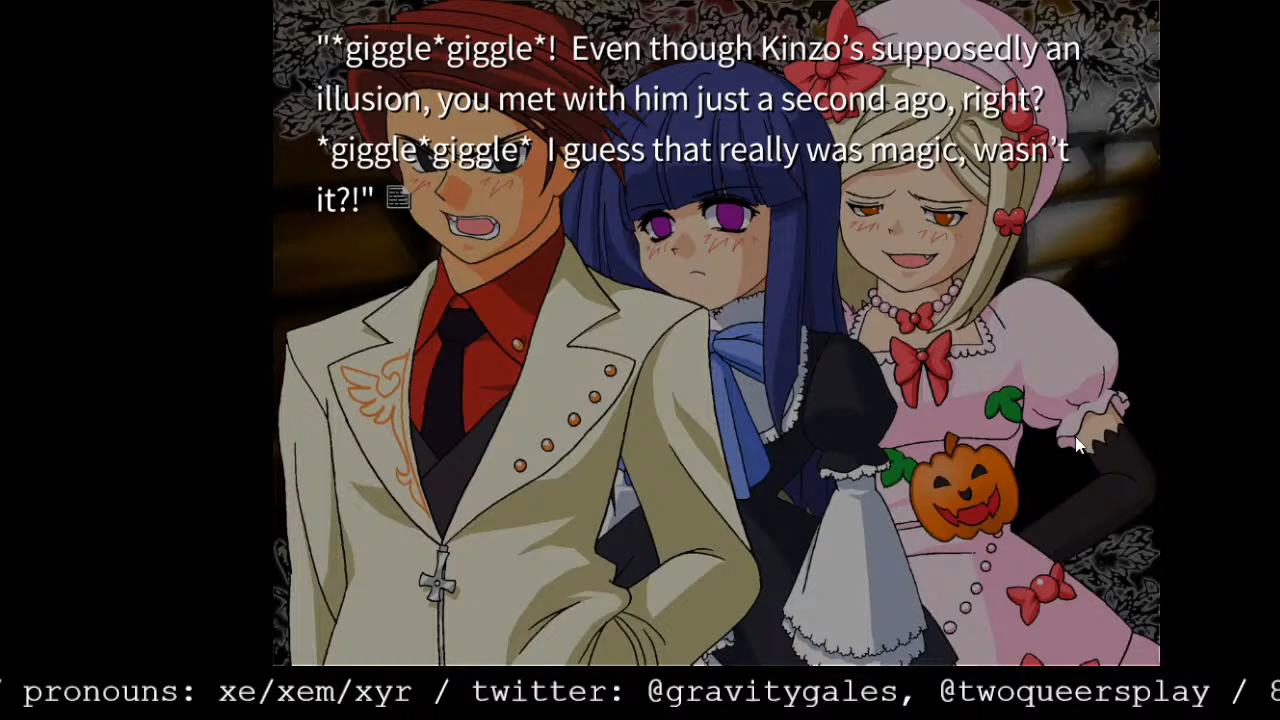 "*giggle*giggle*!  Even though Kinzo’s supposedly an
illusion, you met with him just a second ago, right?
*giggle*giggle*  I guess that really was magic, wasn’t
it?!"
/ pronouns: xe/xem/xyr / twitter: @gravitygales, @twoqueersplay / 8